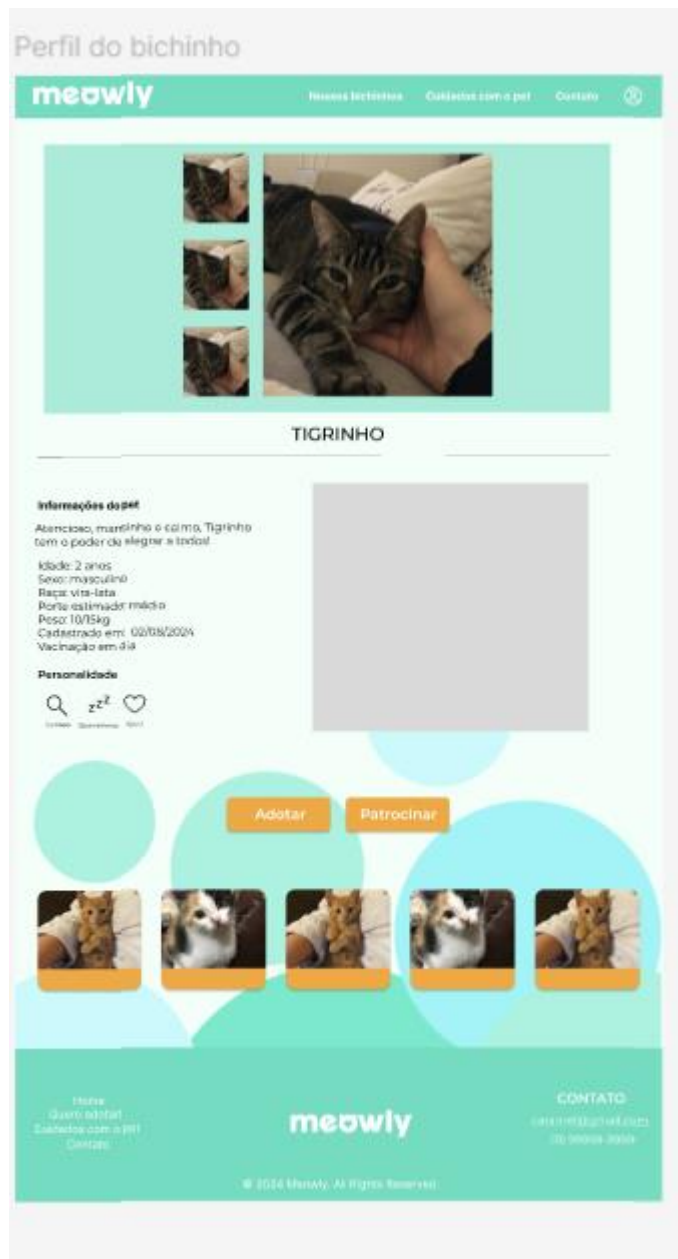 Perfil do bichinho
meowly
Nossos bichinhos Cuidados com o pet Contato
TIGRINHO
Informações do pet
Atencioso, mansinho e calmo, Tigrinho
tem o poder de alegrar a todos!
Idade: 2 anos
Sexo: masculino
Raça: vira-lata
Porte estimado: médio
Peso: 10/15kg
Cadastrado em: 02/08/2024
Vacinação em dia
Personalidade
zzz
Adotar Patrocinar
Home
Quero adotar!
Cuidados com o pet
Contato
meowly
CONTATO
© 2024 Meowly. All Rights Reserved.